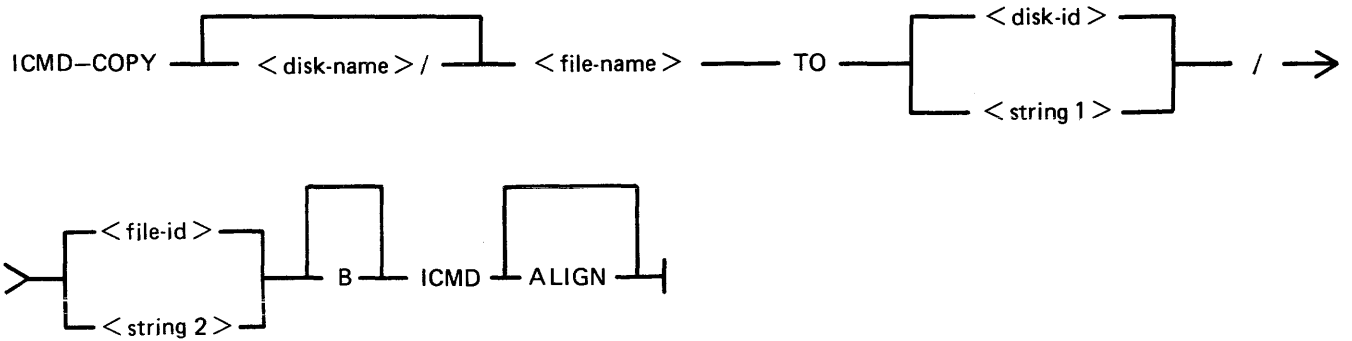 <disk-id>
ICMD–COPY <disk-name>/ <file-name> TO /
<string 1>
<file-id>
B ICMD ALIGN
<string 2>